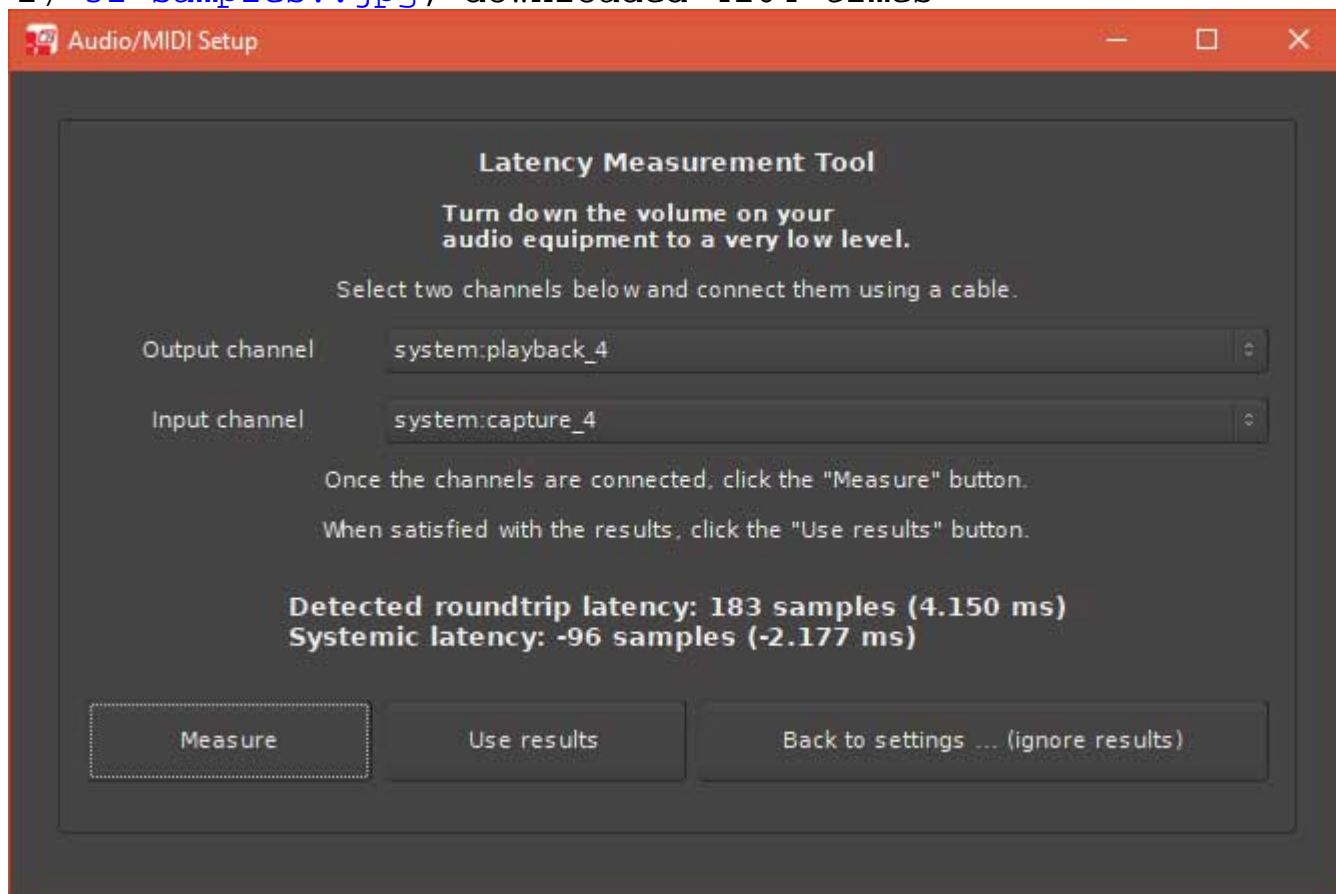 Audio/MIDI Setup
Latency Measurement Tool
Turn down the volume on your
audio equipment to a very low level.
Select two channels below and connect them using a cable.
Output channel system:playback_4
Input channel system:capture_4
Once the channels are connected, click the "Measure" button.
When satisfied with the results, click the "Use results" button.
Detected roundtrip latency: 183 samples (4.150 ms)
Systemic latency: -96 samples (-2.177 ms)
Measure Use results Back to settings ... (ignore results)